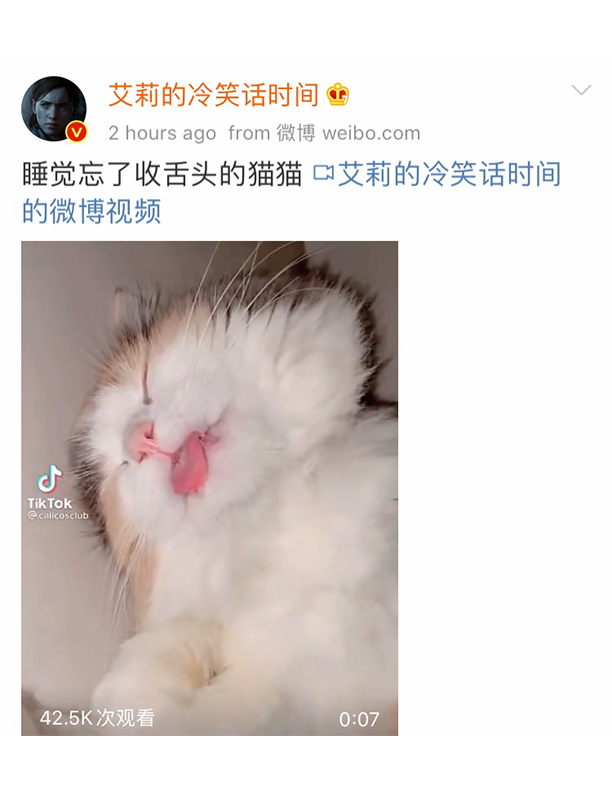 艾莉的冷笑话时间
2 hours ago from 微博 weibo.com
睡觉忘了收舌头的猫猫 艾莉的冷笑话时间
的微博视频
TikTok
@calicosclub
42.5K次观看 0:07